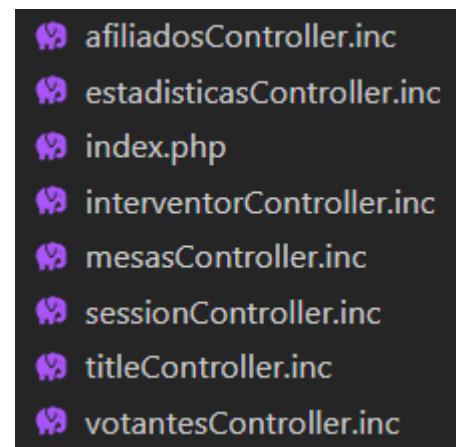 afiliadosController.inc
estadisticasController.inc
index.php
interventorController.inc
mesasController.inc
sessionController.inc
titleController.inc
votantesController.inc